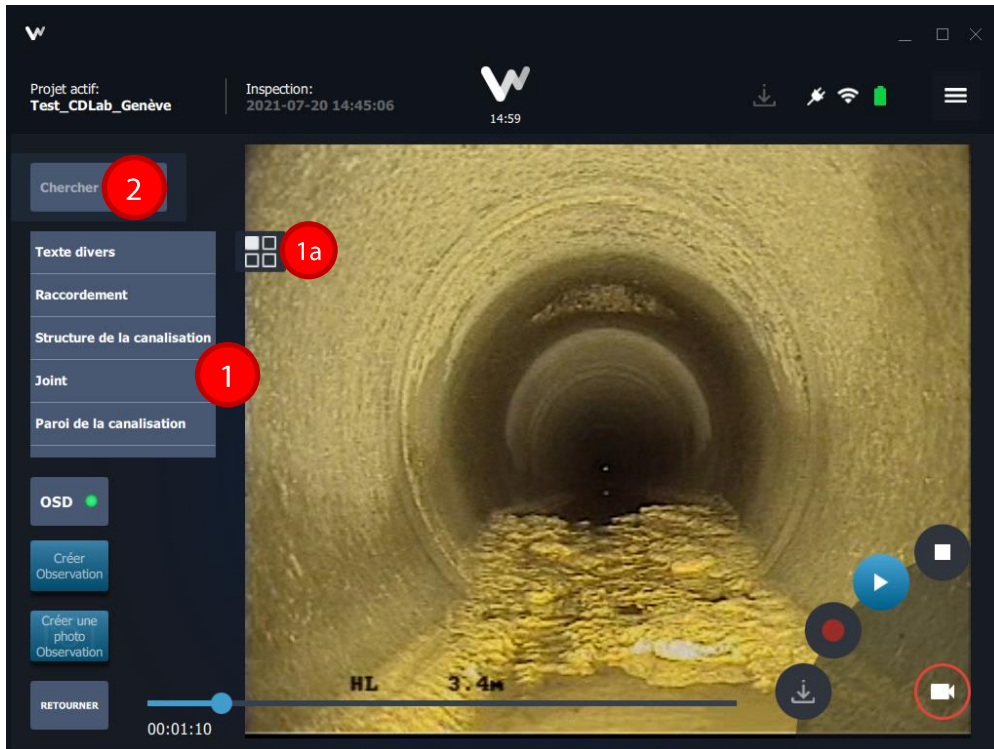 Projet actif:
Test_CDLab_Genève
Inspection:
2021-07-20 14:45:06
14:59
Chercher
2
Texte divers
1a
Raccordement
Structure de la canalisation
Joint
1
Paroi de la canalisation
OSD
Créer
Observation
Créer une
photo
Observation
HL 3.4m
RETOURNER
00:01:10